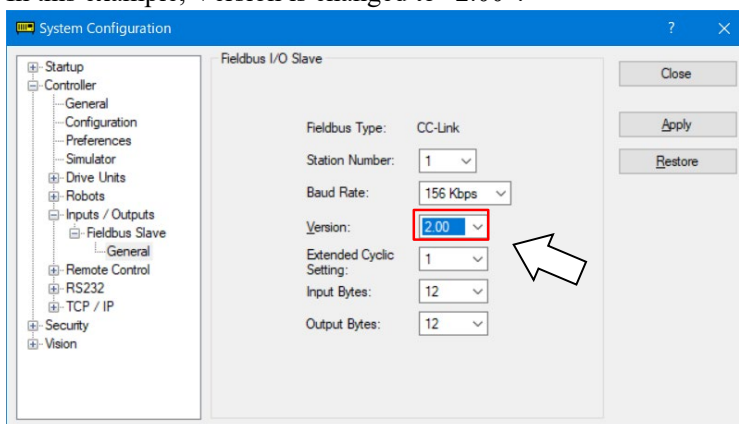 In this example, Version is changed to "2.00".
System Configuration ? ×
Startup
Controller
General
Configuration
Preferences
Simulator
Drive Units
Robots
Inputs / Outputs
Fieldbus Slave
General
Remote Control
RS232
TCP / IP
Security
Vision
Fieldbus I/O Slave
Fieldbus Type: CC-Link
Station Number: 1
Baud Rate: 156 Kbps
Version: 2.00
Extended Cyclic
Setting: 1
Input Bytes: 12
Output Bytes: 12
Close
Apply
Restore